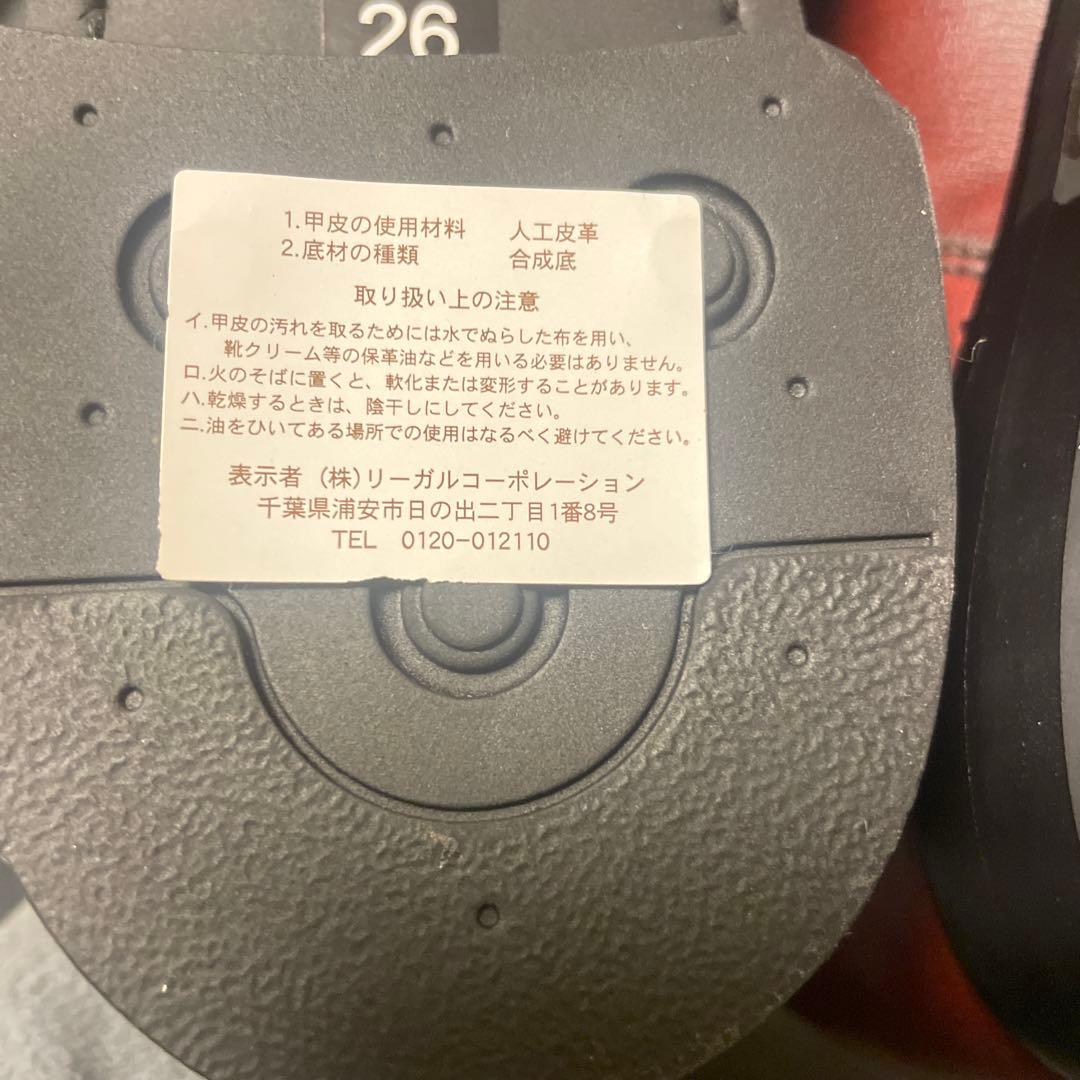 26
1.甲皮の使用材料 人工皮革
2.底材の種類 合成底
取り扱い上の注意
イ.甲皮の汚れを取るためには水でぬらした布を用い、
靴クリーム等の保革油などを用いる必要はありません。
ロ.火のそばに置くと、軟化または変形することがあります。
ハ.乾燥するときは、陰干しにしてください。
ニ.油をひいてある場所での使用はなるべく避けてください。
表示者 (株)リーガルコーポレーション
千葉県浦安市日の出二丁目1番8号
TEL 0120-012110